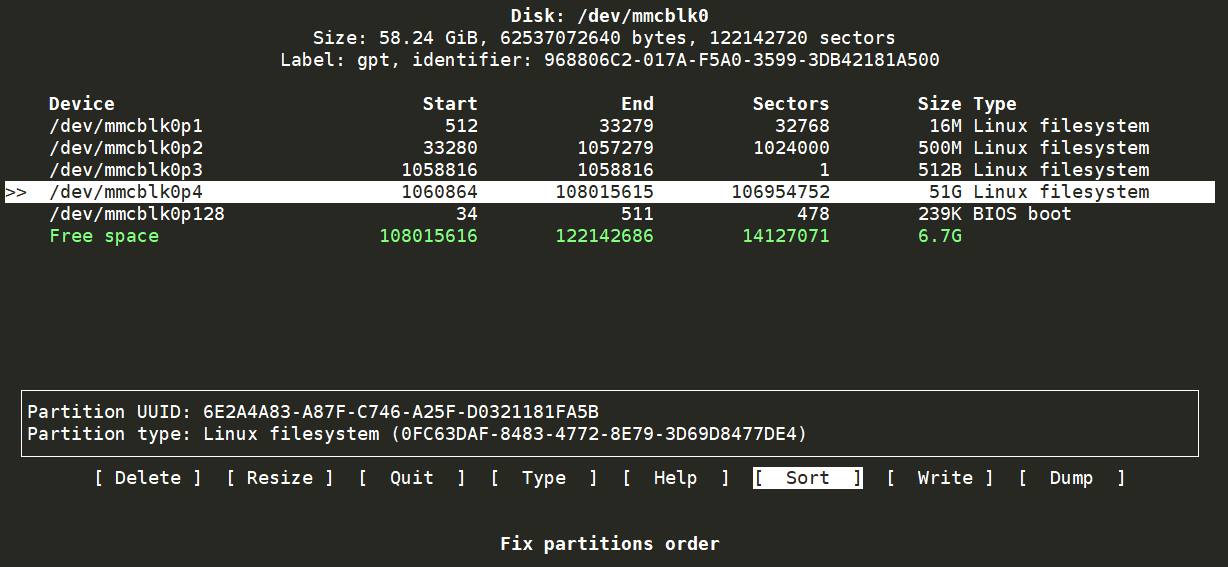 Disk: /dev/mmcblk0
Size: 58.24 GiB, 62537072640 bytes, 122142720 sectors
Label: gpt, identifier: 968806C2-017A-F5A0-3599-3DB42181A500
Device Start End Sectors Size Type
/dev/mmcblk0p1 512 33279 32768 16M Linux filesystem
/dev/mmcblk0p2 33280 1057279 1024000 500M Linux filesystem
/dev/mmcblk0p3 1058816 1058816 1 512B Linux filesystem
>> /dev/mmcblk0p4 1060864 108015615 106954752 51G Linux filesystem
/dev/mmcblk0p128 34 511 478 239K BIOS boot
Free space 108015616 122142686 14127071 6.7G
Partition UUID: 6E2A4A83-A87F-C746-A25F-D0321181FA5B
Partition type: Linux filesystem (0FC63DAF-8483-4772-8E79-3D69D8477DE4)
[ Delete ] [ Resize ] [ Quit ] [ Type ] [ Help ] [ Sort ] [ Write ] [ Dump ]
Fix partitions order